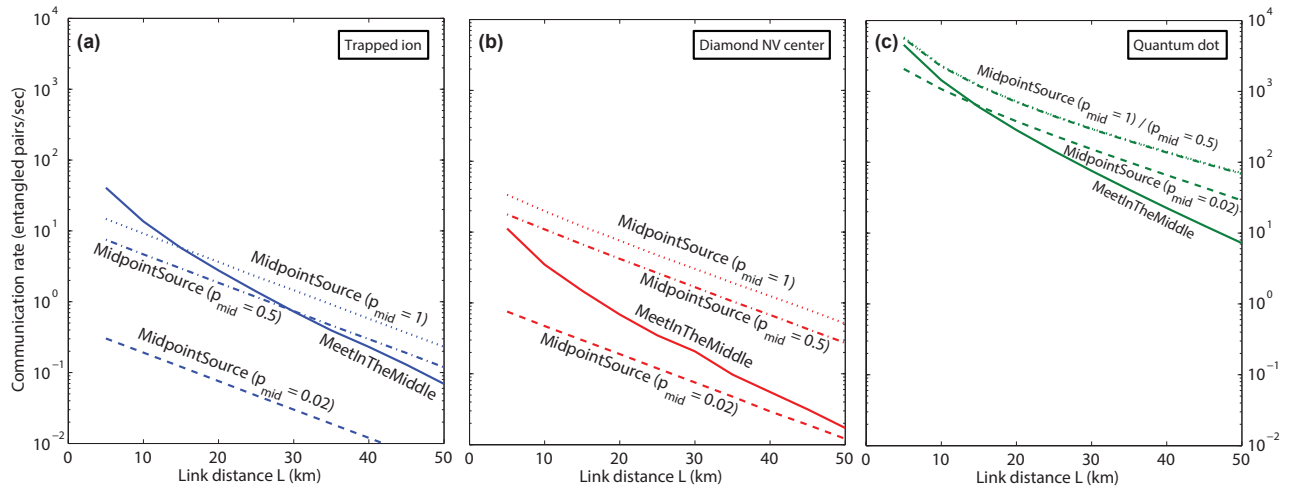 (a)
Trapped ion
10^4
10^3
10^2
10^1
10^0
10^-1
10^-2
Communication rate (entangled pairs/sec)
MidpointSource (p_mid = 1)
MidpointSource (p_mid = 0.5)
MeetInTheMiddle
MidpointSource (p_mid = 0.02)
0 10 20 30 40 50
Link distance L (km)
(b)
Diamond NV center
MidpointSource (p_mid = 1)
MidpointSource (p_mid = 0.5)
MeetInTheMiddle
MidpointSource (p_mid = 0.02)
0 10 20 30 40 50
Link distance L (km)
(c)
Quantum dot
MidpointSource (p_mid = 1) / (p_mid = 0.5)
MidpointSource (p_mid = 0.02)
MeetInTheMiddle
10^4
10^3
10^2
10^1
10^0
10^-1
10^-2
0 10 20 30 40 50
Link distance L (km)